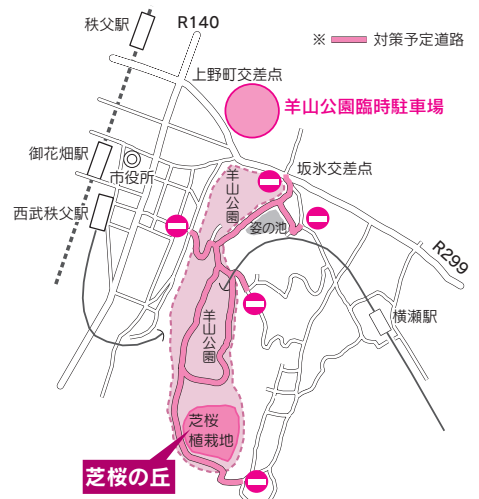 秩父駅
R140
※ 対策予定道路
上野町交差点
羊山公園臨時駐車場
御花畑駅
市役所
坂氷交差点
羊山公園
西武秩父駅
姿の池
R299
羊山公園
横瀬駅
芝桜
植栽地
芝桜の丘